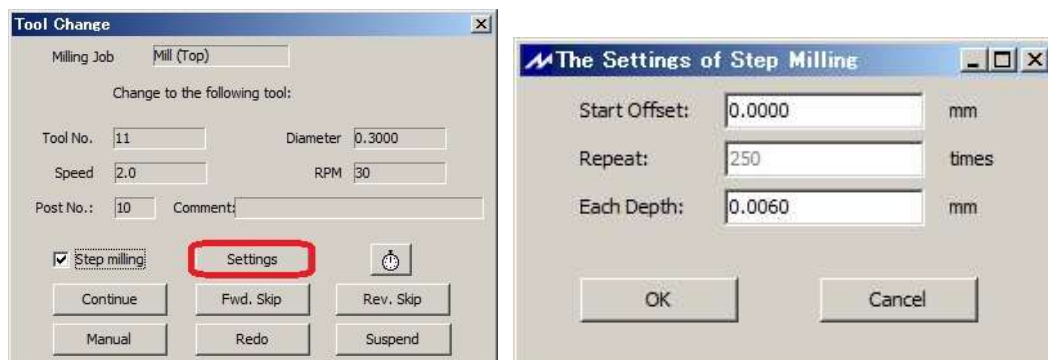 Tool Change
Milling Job Mill (Top)
Change to the following tool:
Tool No. 11 Diameter 0.3000
Speed 2.0 RPM 30
Post No.: 10 Comment:
Step milling Settings
Continue Fwd. Skip Rev. Skip
Manual Redo Suspend
The Settings of Step Milling
Start Offset: 0.0000 mm
Repeat: 250 times
Each Depth: 0.0060 mm
OK Cancel